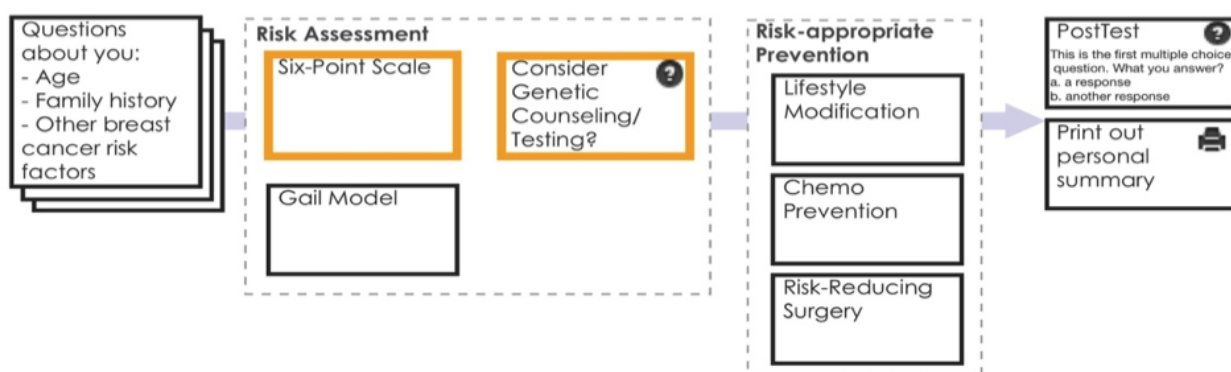 Questions
about you:
- Age
- Family history
- Other breast
cancer risk
factors
Risk Assessment
Six-Point Scale
Consider
Genetic
Counseling/
Testing?
?
Gail Model
Risk-appropriate
Prevention
Lifestyle
Modification
Chemo
Prevention
Risk-Reducing
Surgery
PostTest
?
This is the first multiple choice
question. What you answer?
a. a response
b. another response
Print out
personal
summary